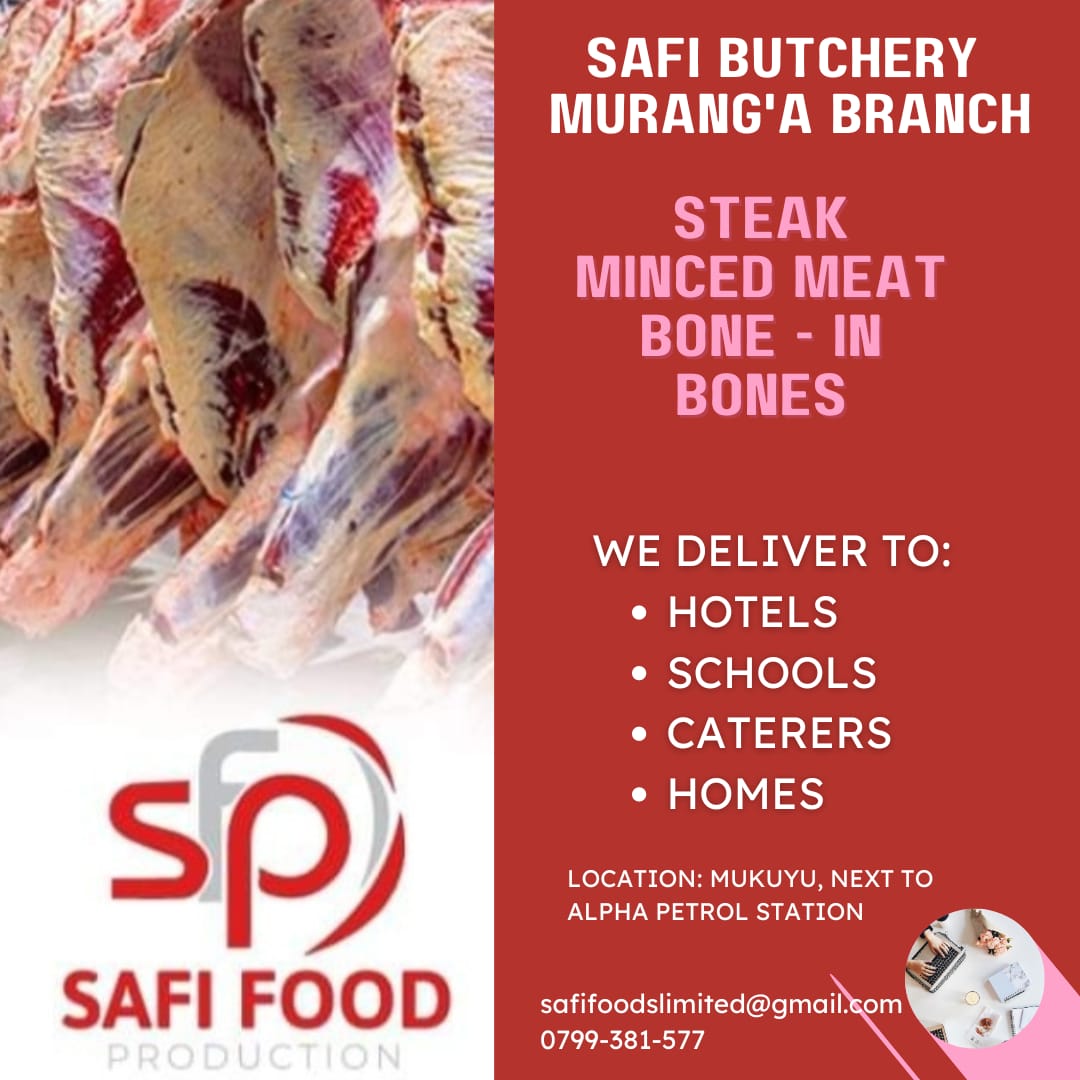 SAFI BUTCHERY
MURANG'A BRANCH
STEAK
MINCED MEAT
BONE - IN
BONES
WE DELIVER TO:
• HOTELS
• SCHOOLS
• CATERERS
• HOMES
LOCATION: MUKUYU, NEXT TO
ALPHA PETROL STATION
safifoodslimited@gmail.com
0799-381-577
sfp
SAFI FOOD
PRODUCTION